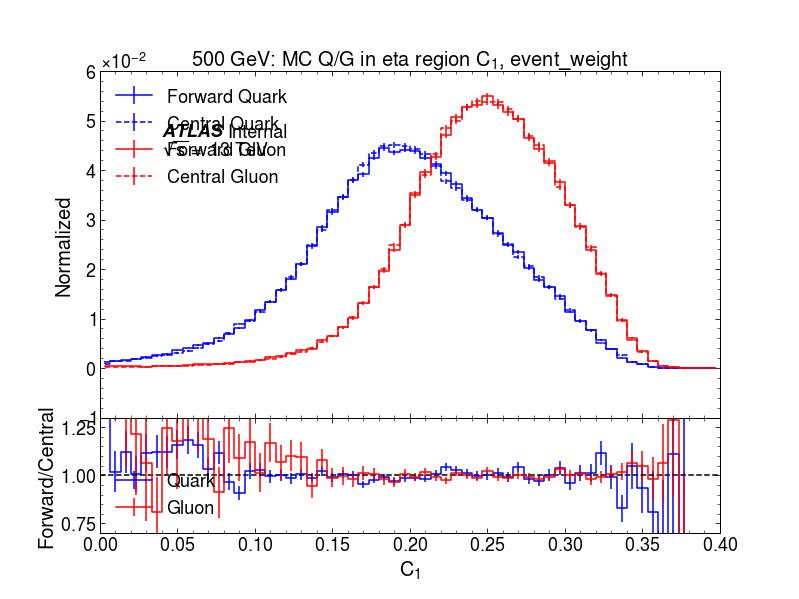 500 GeV: MC Q/G in eta region C₁, event_weight
×10⁻²
Forward Quark
Central Quark
ATLAS Internal
√s = 13 TeV
Forward Gluon
Central Gluon
Normalized
6
5
4
3
2
1
0
−1
Forward/Central
1.25
1.00
0.75
Quark
Gluon
0.00 0.05 0.10 0.15 0.20 0.25 0.30 0.35 0.40
C₁